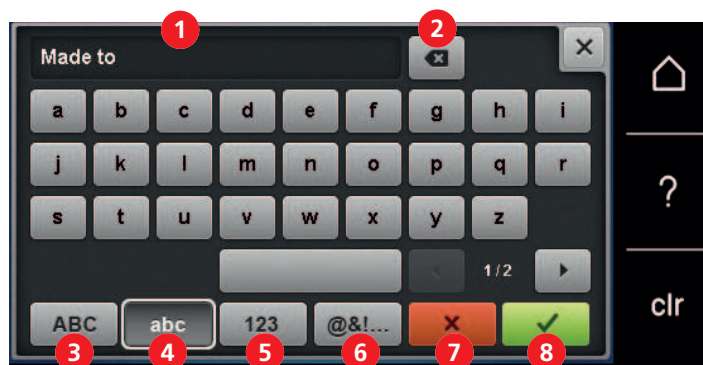 1
2
Made to
a b c d e f g h i
j k l m n o p q r
s t u v w x y z
1/2
ABC abc 123 @&!...
3 4 5 6 7 8
?
clr